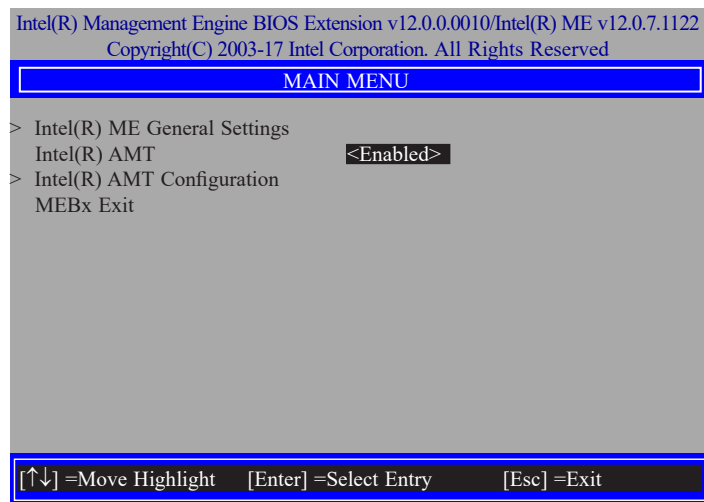 Intel(R) Management Engine BIOS Extension v12.0.0.0010/Intel(R) ME v12.0.7.1122
Copyright(C) 2003-17 Intel Corporation. All Rights Reserved
MAIN MENU
> Intel(R) ME General Settings
Intel(R) AMT <Enabled>
> Intel(R) AMT Configuration
MEBx Exit
[↑↓] =Move Highlight [Enter] =Select Entry [Esc] =Exit